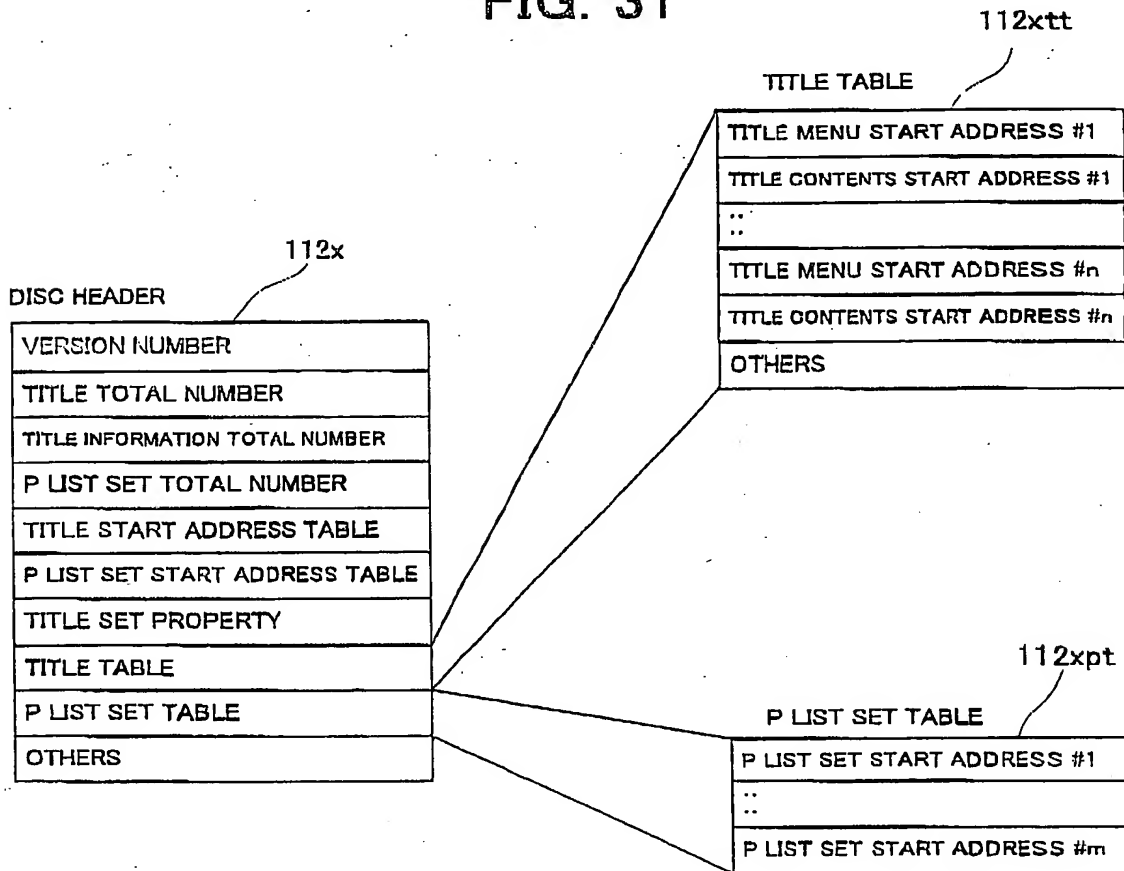 FIG. 31
112xtt
TITLE TABLE
TITLE MENU START ADDRESS #1
TITLE CONTENTS START ADDRESS #1
::
TITLE MENU START ADDRESS #n
TITLE CONTENTS START ADDRESS #n
OTHERS
112x
DISC HEADER
VERSION NUMBER
TITLE TOTAL NUMBER
TITLE INFORMATION TOTAL NUMBER
P LIST SET TOTAL NUMBER
TITLE START ADDRESS TABLE
P LIST SET START ADDRESS TABLE
TITLE SET PROPERTY
TITLE TABLE
P LIST SET TABLE
OTHERS
112xpt
P LIST SET TABLE
P LIST SET START ADDRESS #1
::
P LIST SET START ADDRESS #m